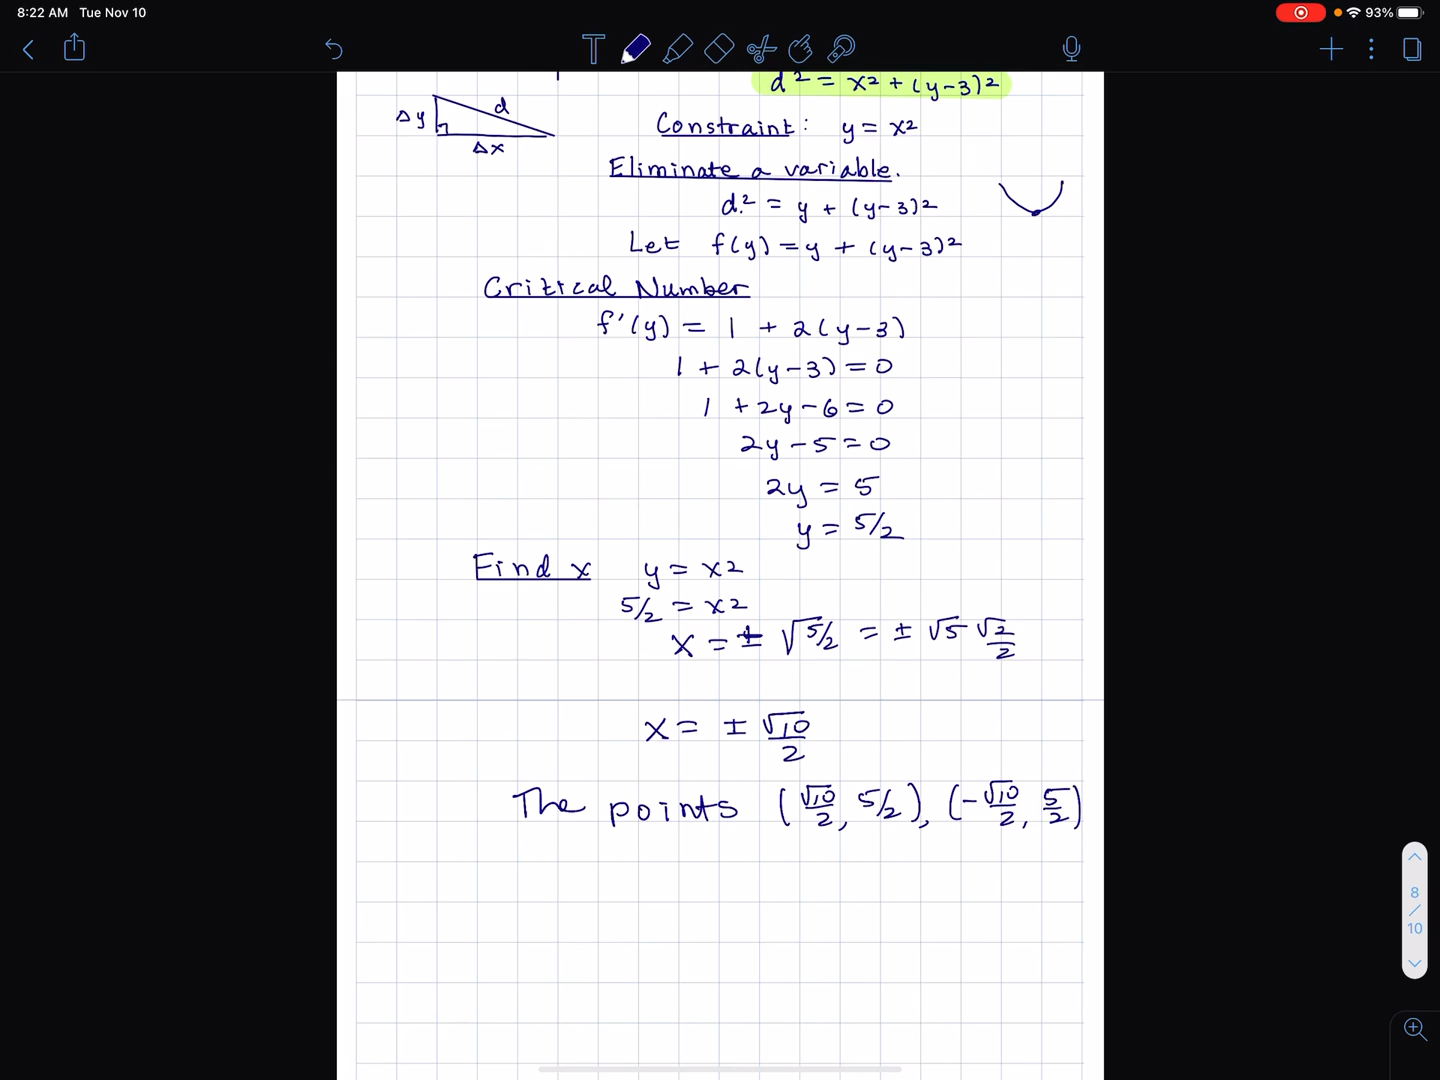 8:22 AM Tue Nov 10
93%
d² = x² + (y-3)²
Δy
d
Δx
Constraint: y = x²
Eliminate a variable.
d² = y + (y-3)²
Let f(y) = y + (y-3)²
Critical Number
f'(y) = 1 + 2(y-3)
1 + 2(y-3) = 0
1 + 2y - 6 = 0
2y - 5 = 0
2y = 5
y = 5/2
Find x y = x²
5/2 = x²
x = ± √5/2 = ± √5 √2/2
x = ± √10/2
The points (√10/2, 5/2), (-√10/2, 5/2)
8
/
10